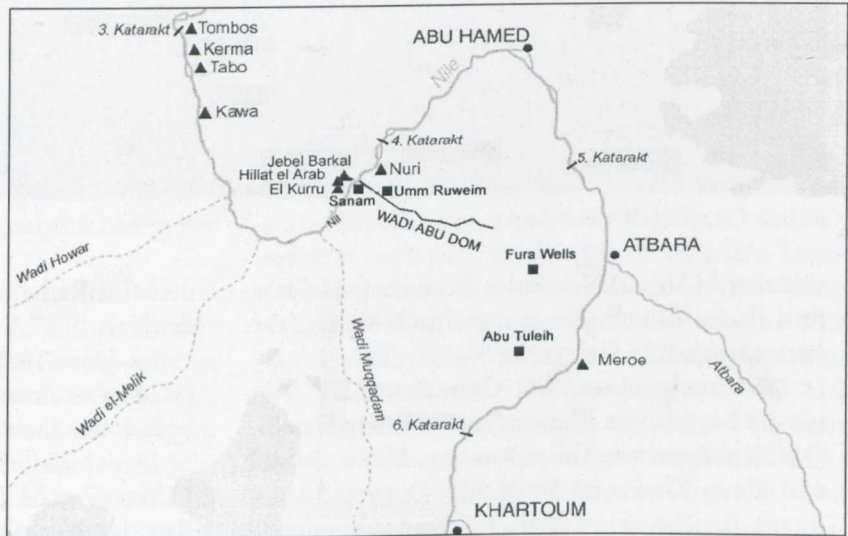 3. Katarakt
Tombos
Kerma
Tabo
Kawa
ABU HAMED
Nile
4. Katarakt
5. Katarakt
Jebel Barkal
Hillat el Arab
El Kurru
Nuri
Sanam
Umm Ruweim
Nil
WADI ABU DOM
Wadi Howar
Fura Wells
ATBARA
Wadi el-Melik
Wadi Muqqadam
Abu Tuleih
Meroe
Atbara
6. Katarakt
KHARTOUM